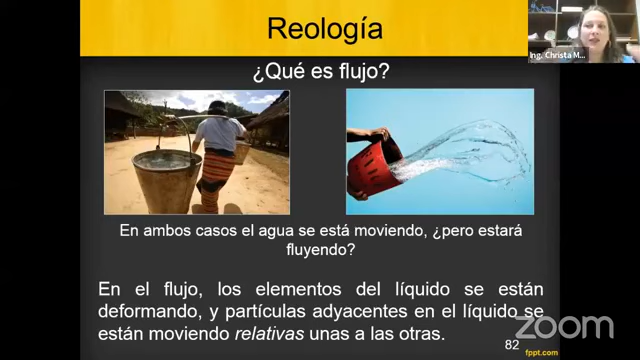 Reología
Ing. Christa M...
¿Qué es flujo?
En ambos casos el agua se está moviendo, ¿pero estará
fluyendo?
En el flujo, los elementos del líquido se están
deformando, y partículas adyacentes en el líquido se
están moviendo relativas unas a las otras.
zoom
82
fppt.com